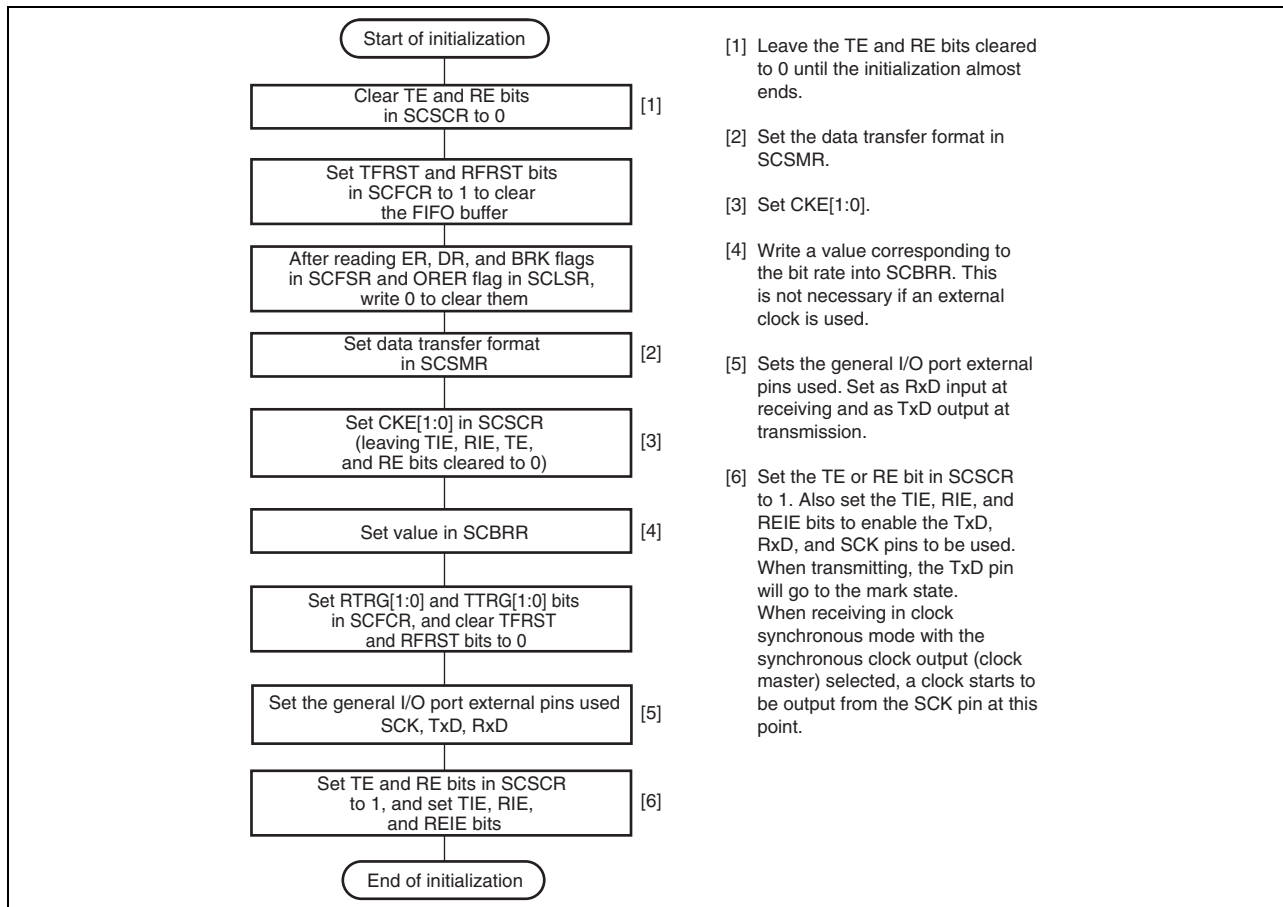 Start of initialization
Clear TE and RE bits
in SCSCR to 0
[1]
Set TFRST and RFRST bits
in SCFCR to 1 to clear
the FIFO buffer
After reading ER, DR, and BRK flags
in SCFSR and ORER flag in SCLSR,
write 0 to clear them
Set data transfer format
in SCSMR
[2]
Set CKE[1:0] in SCSCR
(leaving TIE, RIE, TE,
and RE bits cleared to 0)
[3]
Set value in SCBRR
[4]
Set RTRG[1:0] and TTRG[1:0] bits
in SCFCR, and clear TFRST
and RFRST bits to 0
Set the general I/O port external pins used
SCK, TxD, RxD
[5]
Set TE and RE bits in SCSCR
to 1, and set TIE, RIE,
and REIE bits
[6]
End of initialization
[1] Leave the TE and RE bits cleared
to 0 until the initialization almost
ends.
[2] Set the data transfer format in
SCSMR.
[3] Set CKE[1:0].
[4] Write a value corresponding to
the bit rate into SCBRR. This
is not necessary if an external
clock is used.
[5] Sets the general I/O port external
pins used. Set as RxD input at
receiving and as TxD output at
transmission.
[6] Set the TE or RE bit in SCSCR
to 1. Also set the TIE, RIE, and
REIE bits to enable the TxD,
RxD, and SCK pins to be used.
When transmitting, the TxD pin
will go to the mark state.
When receiving in clock
synchronous mode with the
synchronous clock output (clock
master) selected, a clock starts to
be output from the SCK pin at this
point.